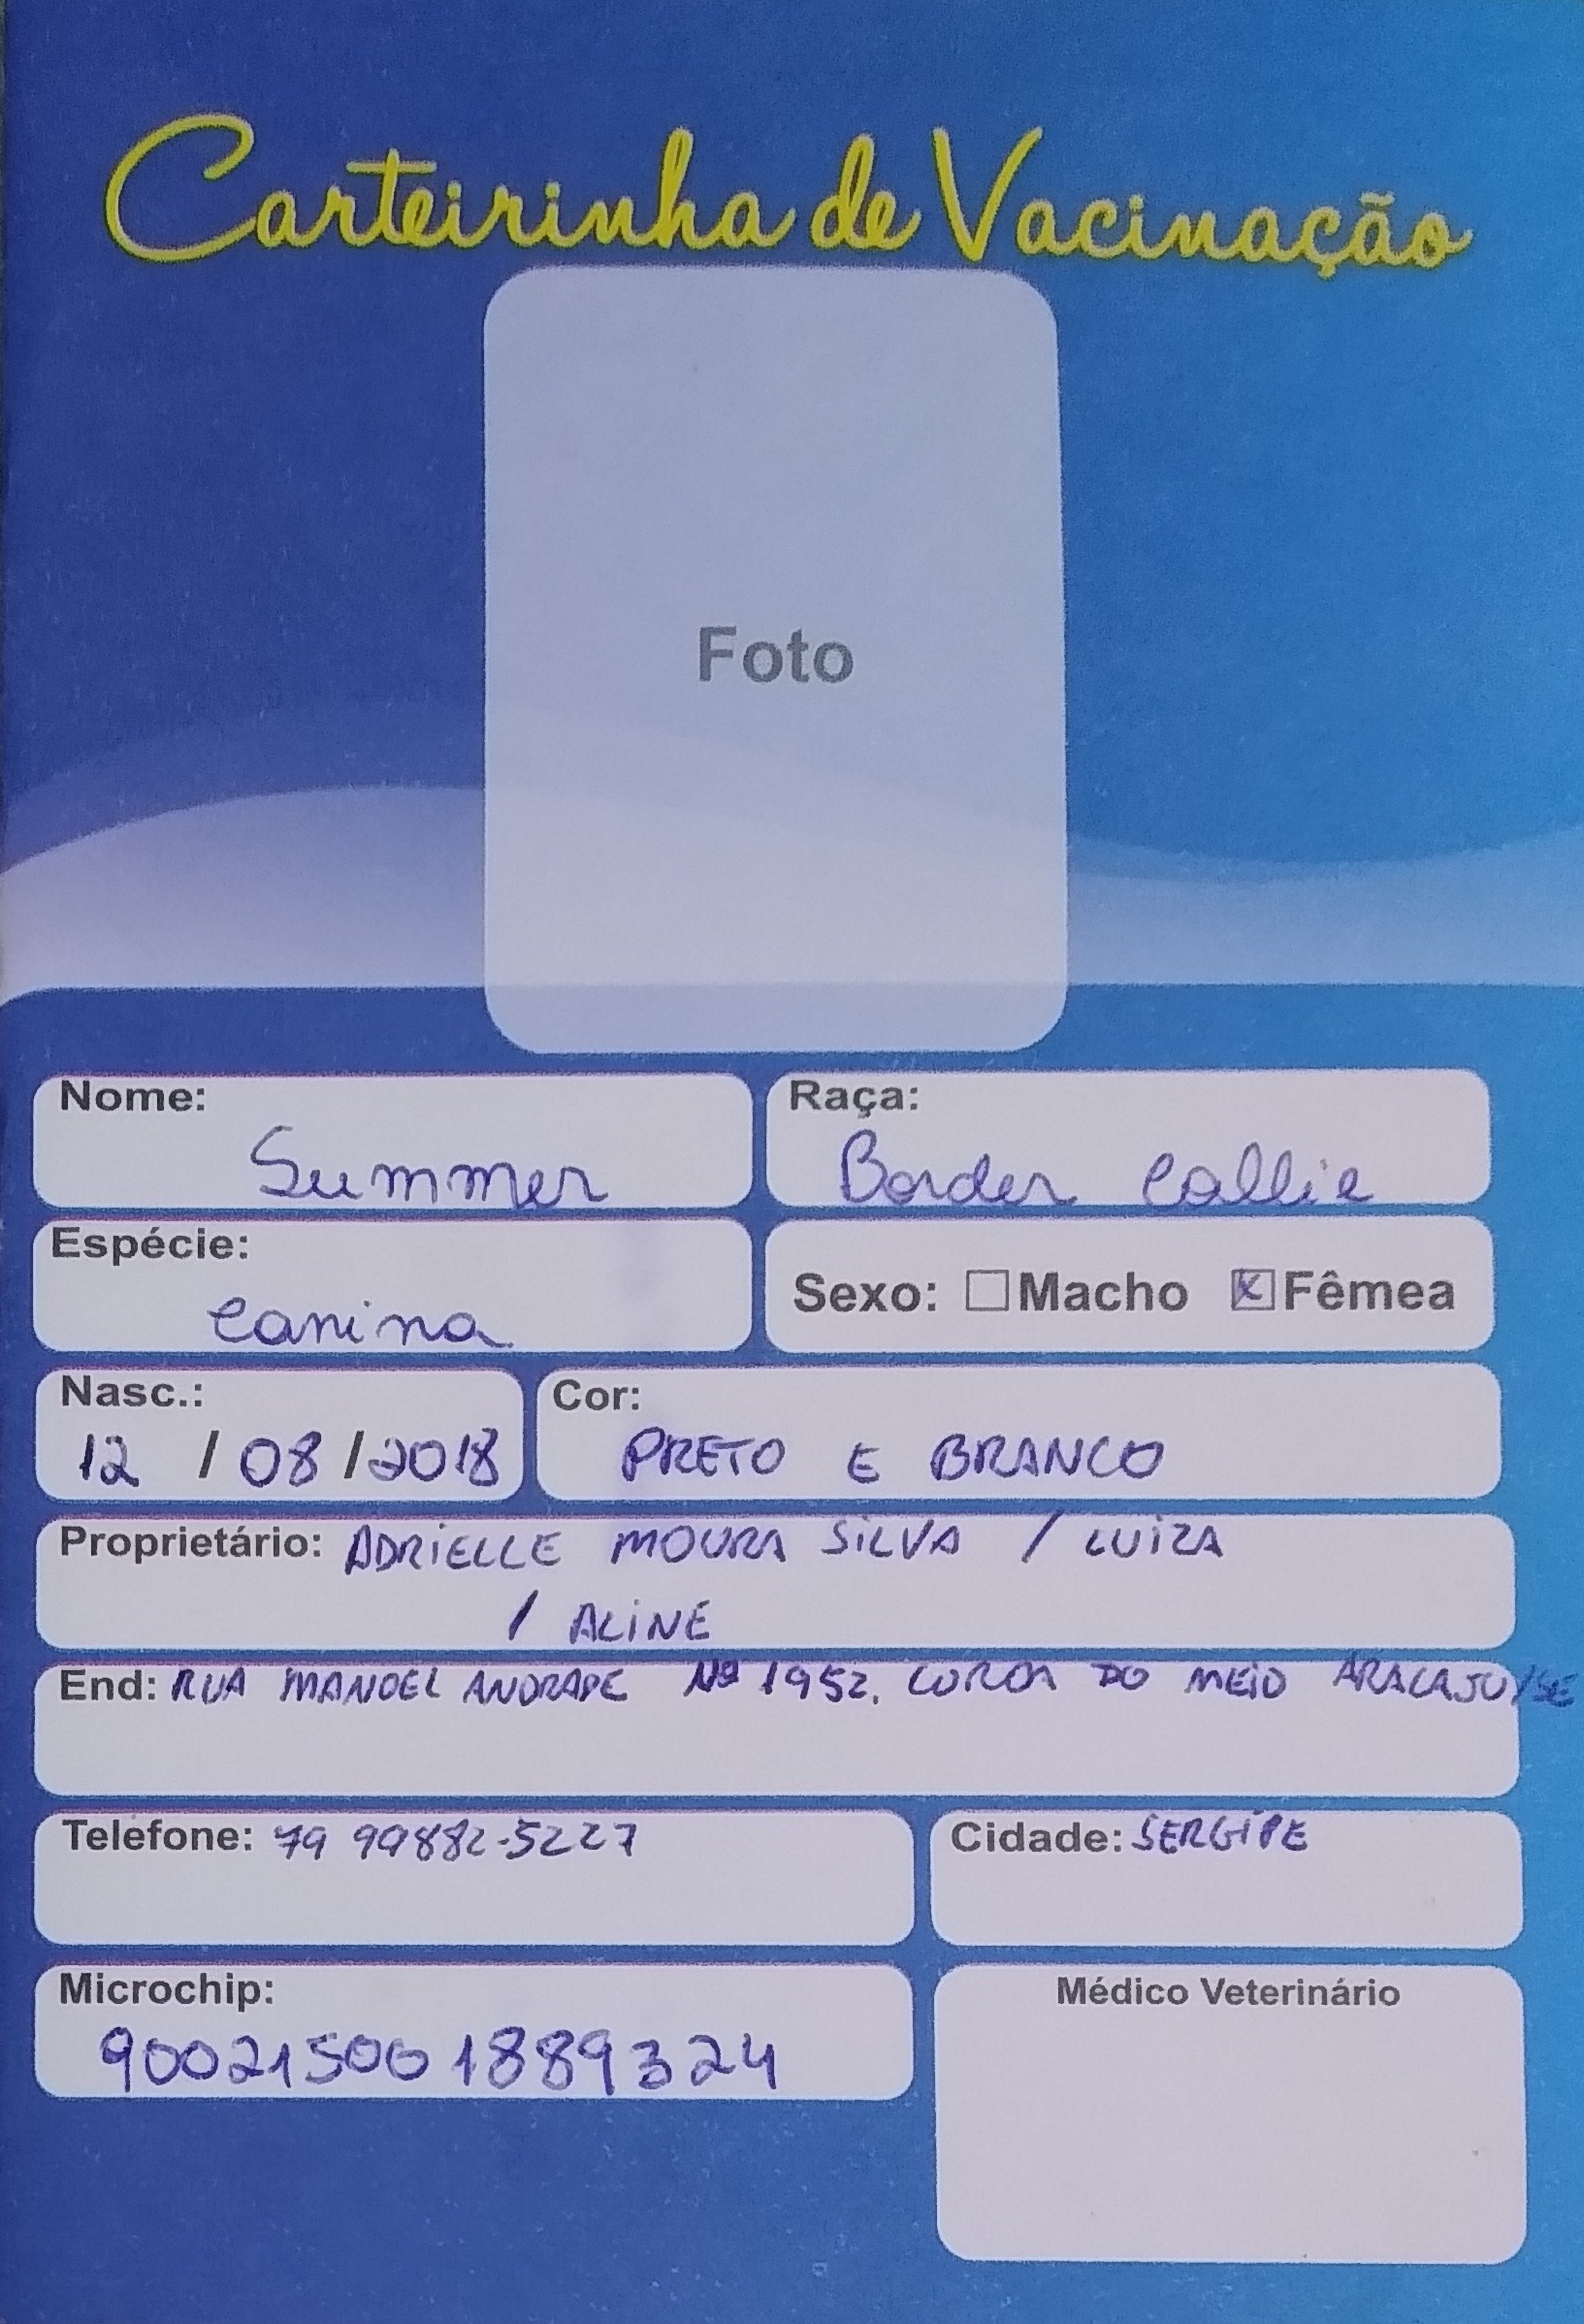 Carteirinha de Vacinação
Foto
Nome:
Summer
Raça:
Border Collie
Espécie:
Canina
Sexo: Macho Fêmea
Nasc.:
12 / 08 / 2018
Cor:
PRETO E BRANCO
Proprietário: ADRIELLE MOURA SILVA / LUIZA
/ ALINE
End: RUA MANOEL ANDRADE Nº 1952. COROA DO MEIO ARACAJU/SE
Telefone: 79 99882-5227
Cidade: SERGIPE
Microchip:
900215001889324
Médico Veterinário